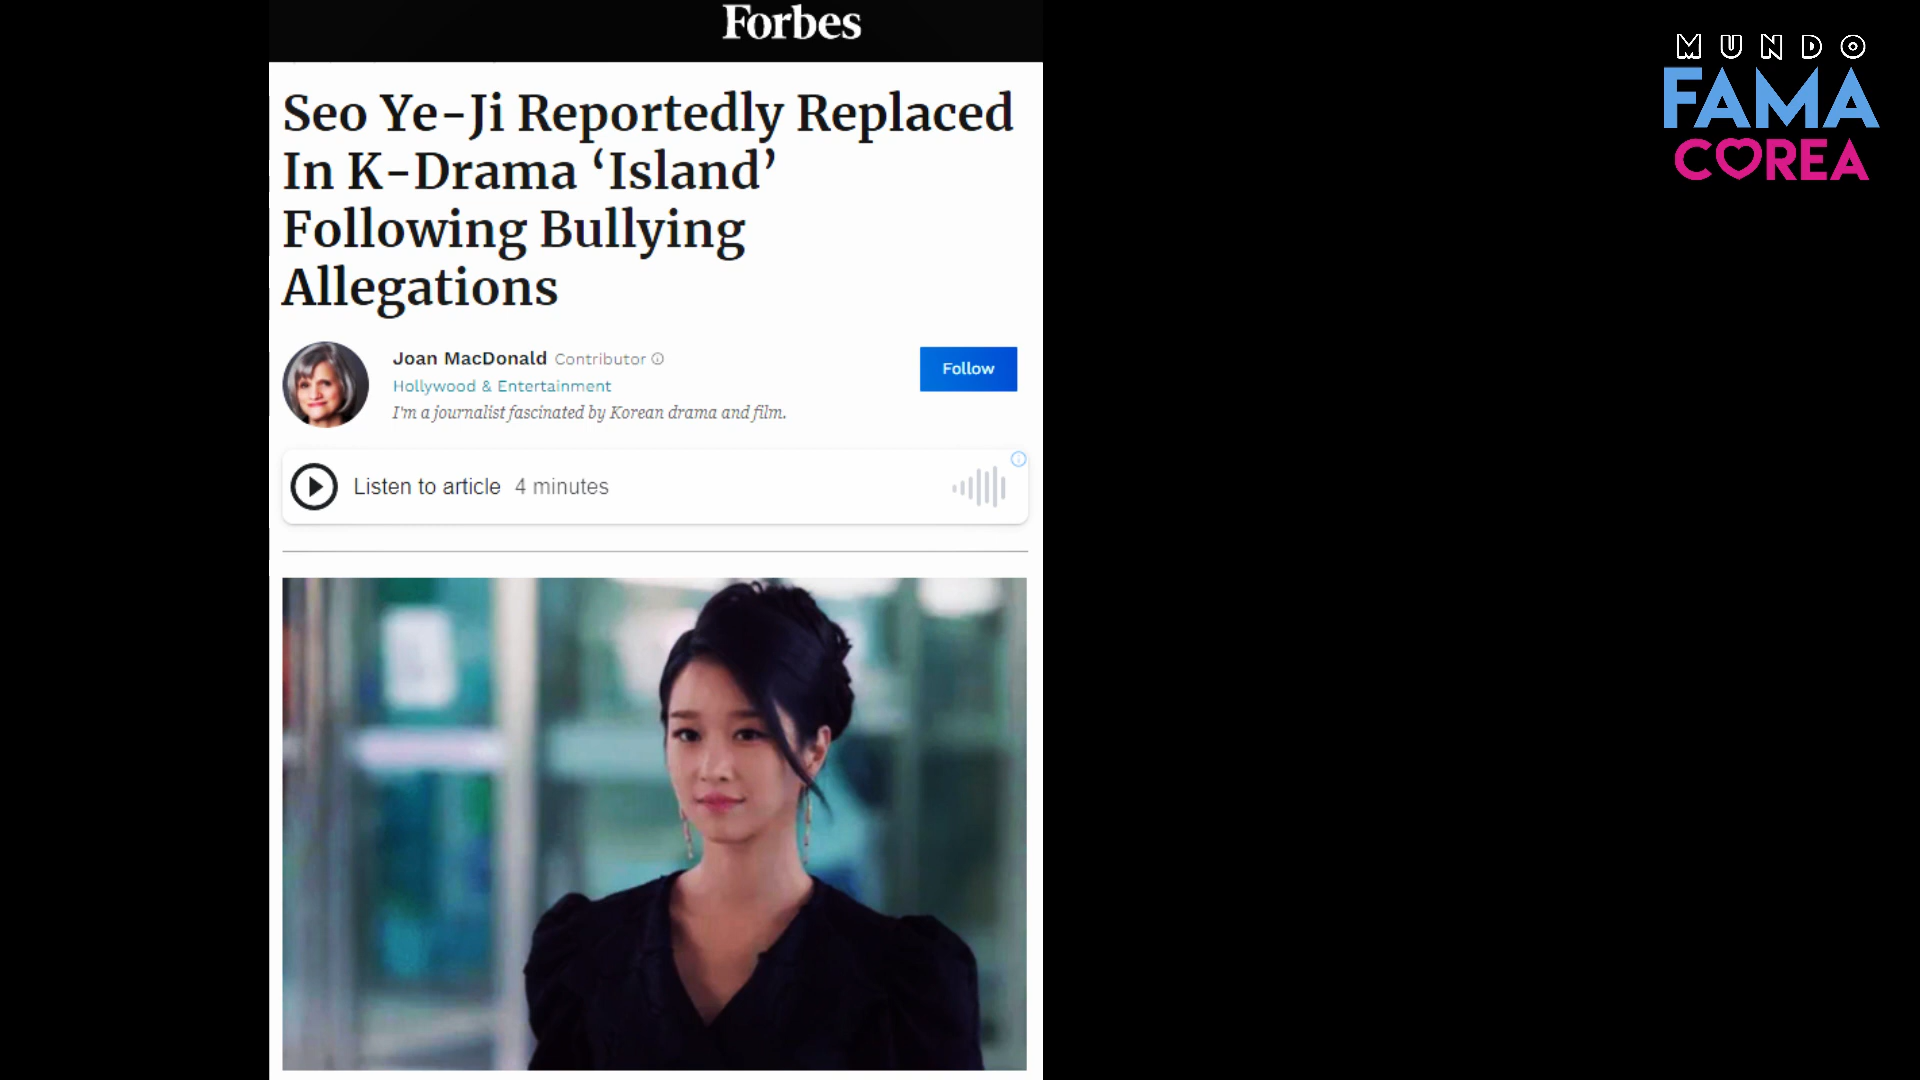 Forbes
Seo Ye-Ji Reportedly Replaced
In K-Drama ‘Island’
Following Bullying
Allegations
Joan MacDonald Contributor
Hollywood & Entertainment
I'm a journalist fascinated by Korean drama and film.
Follow
Listen to article 4 minutes
MUNDO
FAMA
COREA